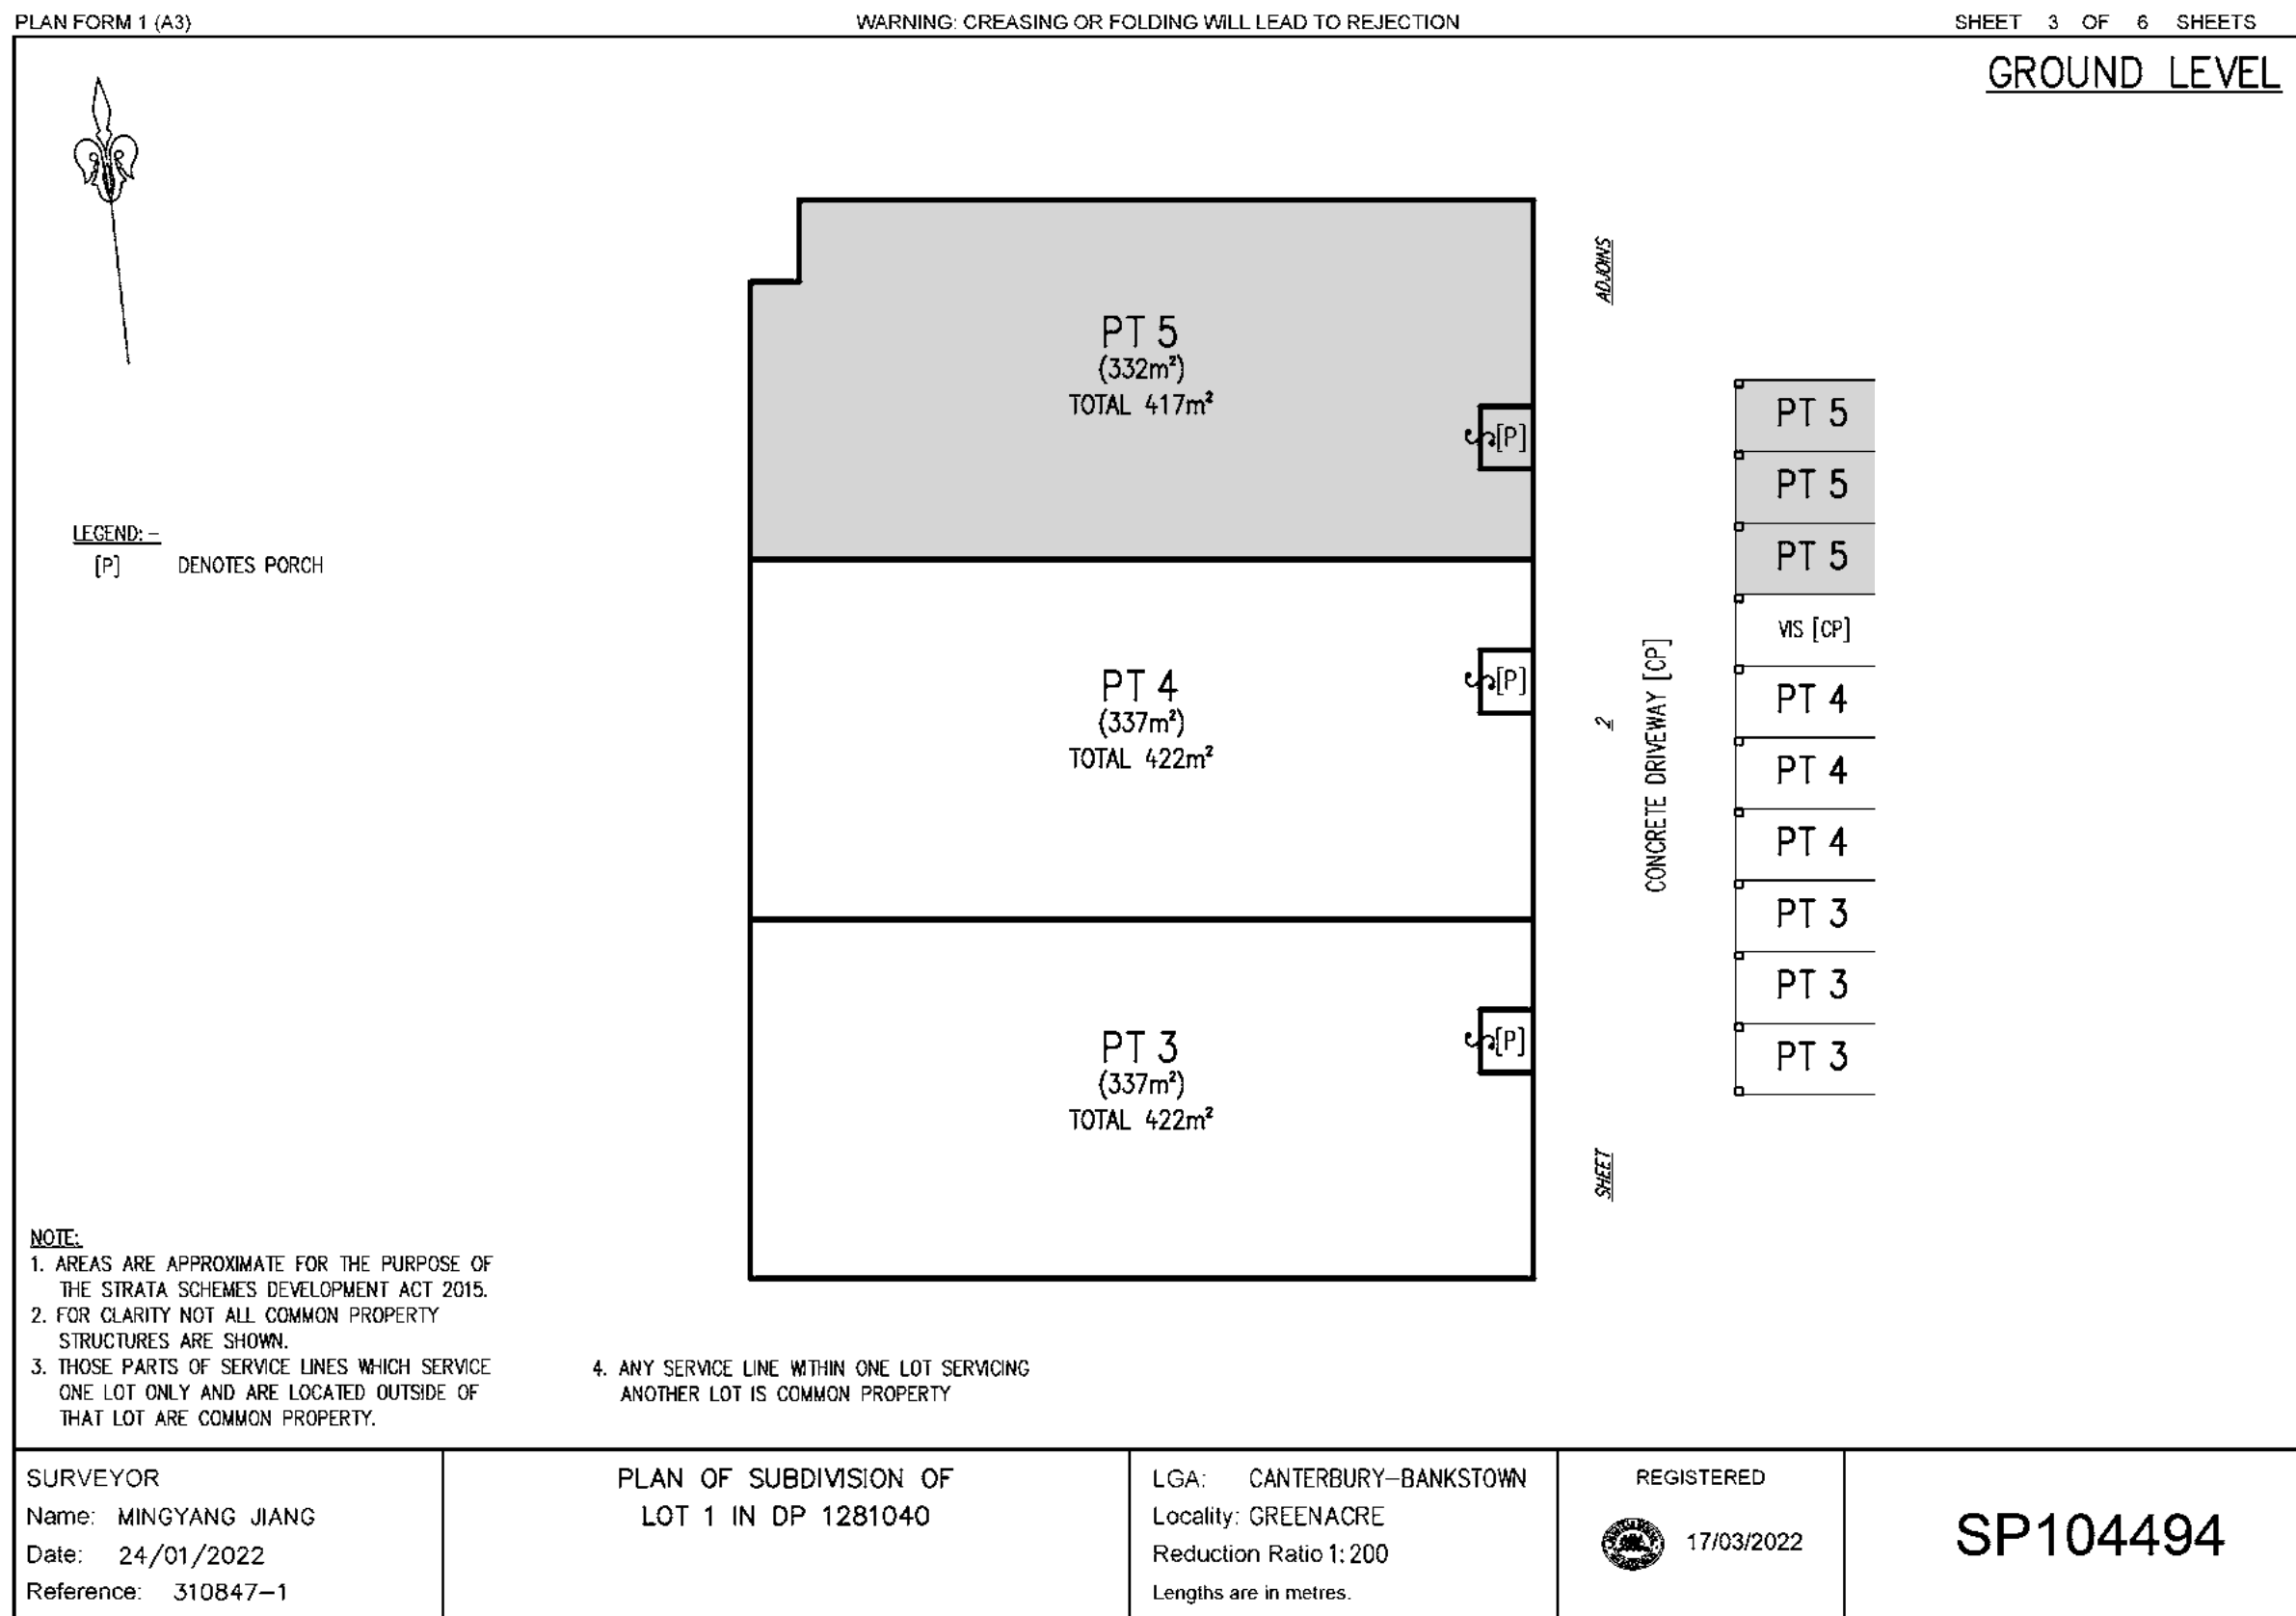 PLAN FORM 1 (A3)
WARNING: CREASING OR FOLDING WILL LEAD TO REJECTION
SHEET 3 OF 6 SHEETS
GROUND LEVEL
PT 5
(332m²)
TOTAL 417m²
[P]
ADJOINS
PT 5
PT 5
PT 5
VIS [CP]
LEGEND: –
[P] DENOTES PORCH
PT 4
(337m²)
TOTAL 422m²
[P]
2
CONCRETE DRIVEWAY [CP]
PT 4
PT 4
PT 4
PT 3
(337m²)
TOTAL 422m²
[P]
SHEET
PT 3
PT 3
PT 3
NOTE:
1. AREAS ARE APPROXIMATE FOR THE PURPOSE OF
THE STRATA SCHEMES DEVELOPMENT ACT 2015.
2. FOR CLARITY NOT ALL COMMON PROPERTY
STRUCTURES ARE SHOWN.
3. THOSE PARTS OF SERVICE LINES WHICH SERVICE
ONE LOT ONLY AND ARE LOCATED OUTSIDE OF
THAT LOT ARE COMMON PROPERTY.
4. ANY SERVICE LINE WITHIN ONE LOT SERVICING
ANOTHER LOT IS COMMON PROPERTY
SURVEYOR
Name: MINGYANG JIANG
Date: 24/01/2022
Reference: 310847–1
PLAN OF SUBDIVISION OF
LOT 1 IN DP 1281040
LGA: CANTERBURY–BANKSTOWN
Locality: GREENACRE
Reduction Ratio 1: 200
Lengths are in metres.
REGISTERED
17/03/2022
SP104494